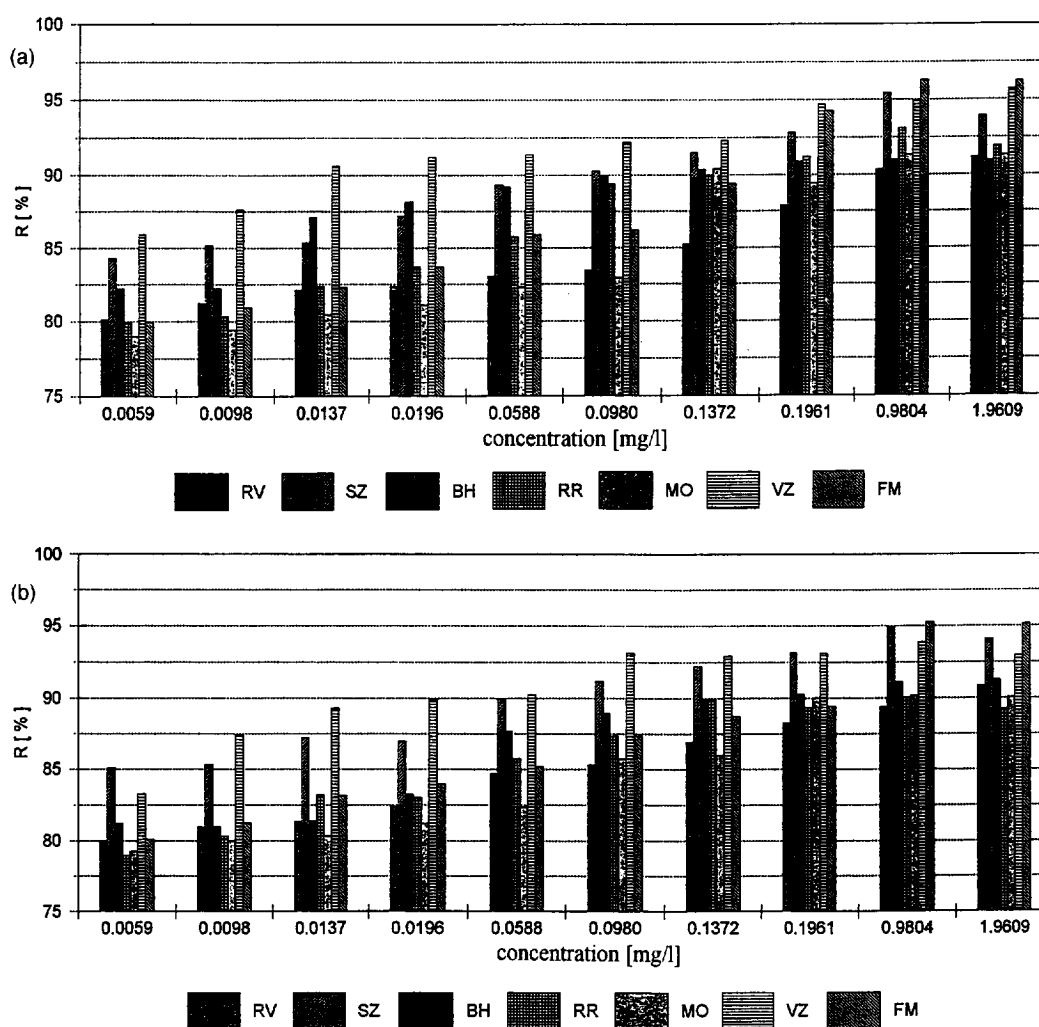 (a)
R [%]
100
95
90
85
80
75
0.0059 0.0098 0.0137 0.0196 0.0588 0.0980 0.1372 0.1961 0.9804 1.9609
concentration [mg/l]
RV SZ BH RR MO VZ FM
(b)
R [%]
100
95
90
85
80
75
0.0059 0,0098 0.0137 0.0196 0.0588 0.0980 0.1372 0.1961 0.9804 1.9609
concentration [mg/l]
RV SZ BH RR MO VZ FM